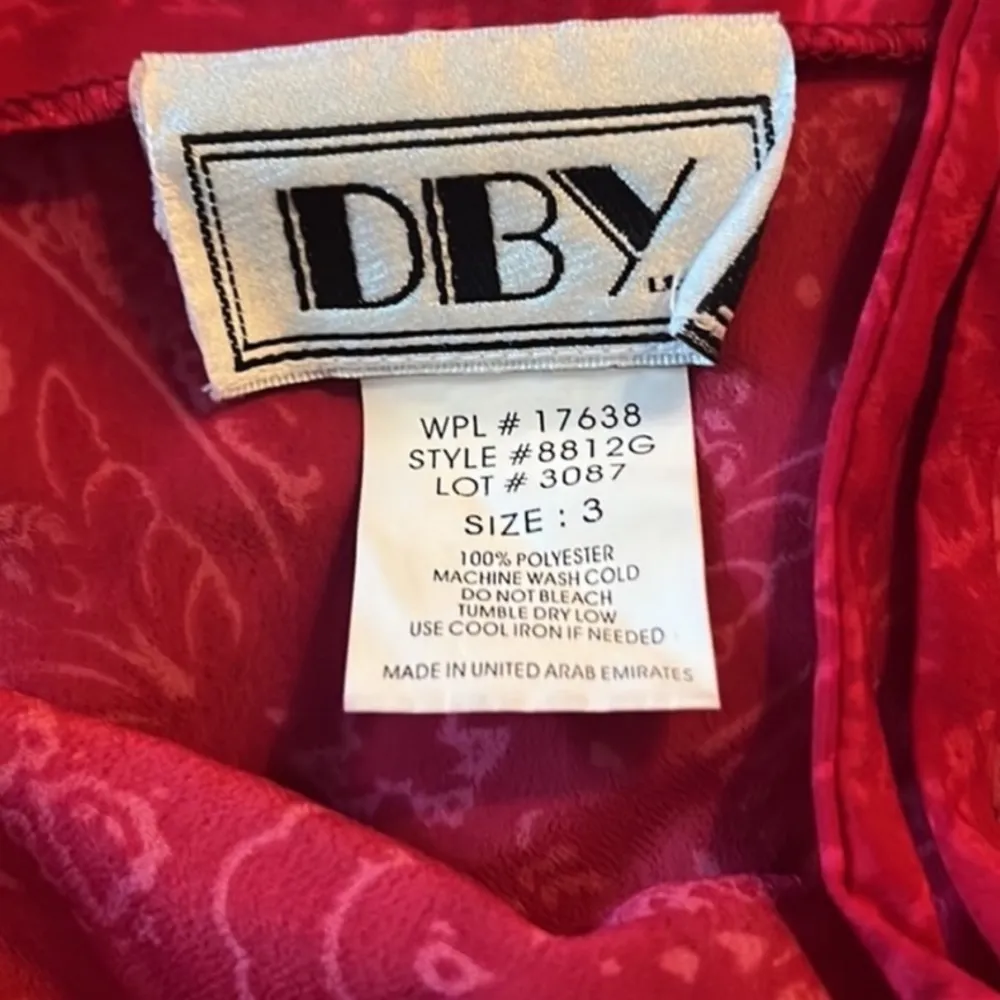 DBY
WPL # 17638
STYLE #8812G
LOT # 3087
SIZE : 3
100% POLYESTER
MACHINE WASH COLD
DO NOT BLEACH
TUMBLE DRY LOW
USE COOL IRON IF NEEDED
MADE IN UNITED ARAB EMIRATES